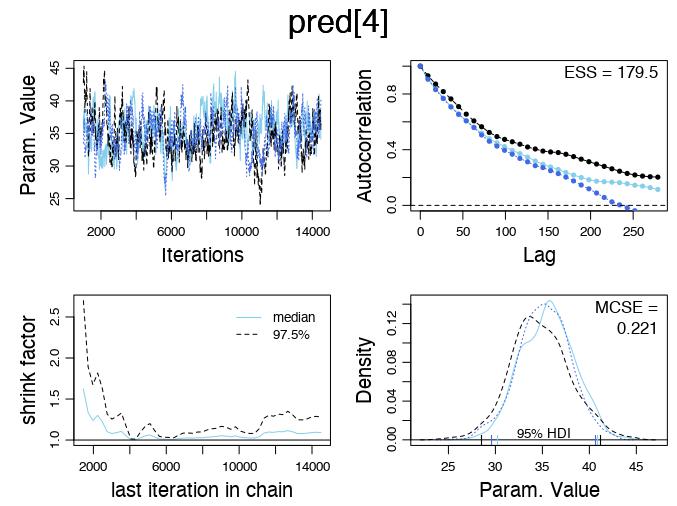 pred[4]
Param. Value
45
40
35
30
25
2000
6000
10000
14000
Iterations
Autocorrelation
0.8
0.4
0.0
ESS = 179.5
0
50
100
150
200
250
Lag
shrink factor
2.5
2.0
1.5
1.0
median
97.5%
2000
6000
10000
14000
last iteration in chain
Density
0.12
0.08
0.04
0.00
MCSE =
0.221
95% HDI
25
30
35
40
45
Param. Value